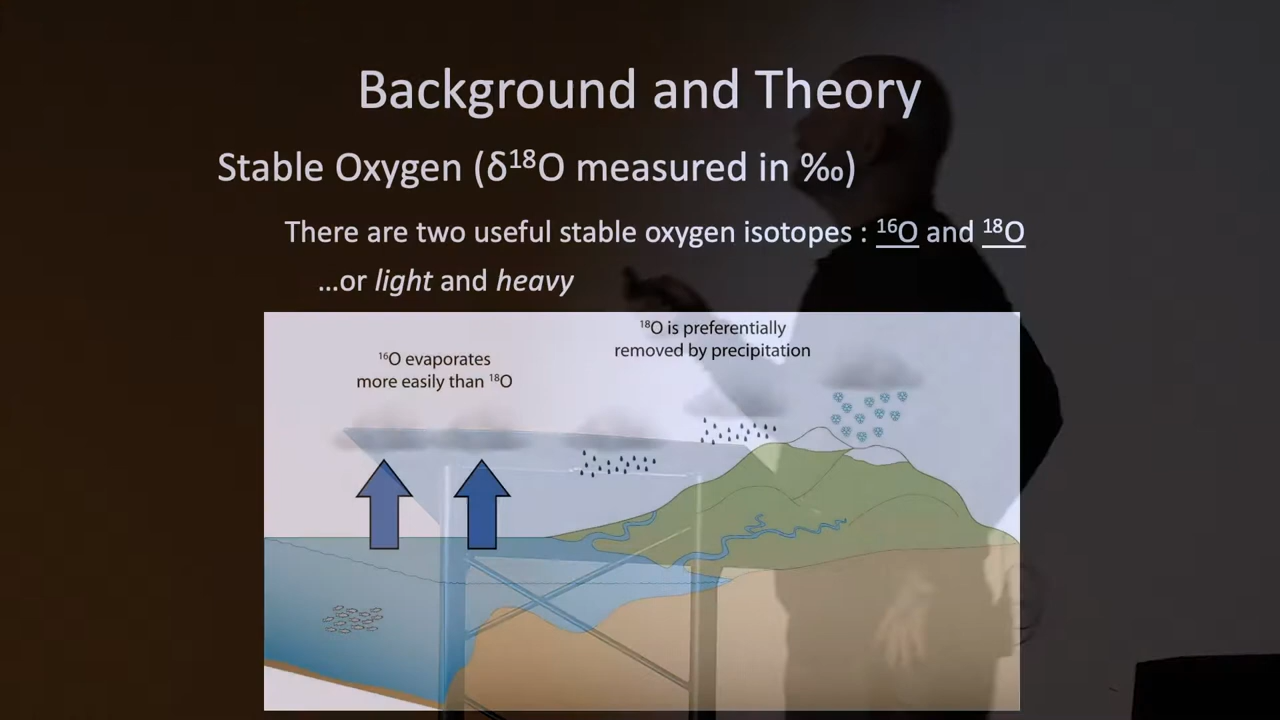 Background and Theory
Stable Oxygen (δ¹⁸O measured in ‰)
There are two useful stable oxygen isotopes : ¹⁶O and ¹⁸O
...or light and heavy
¹⁸O is preferentially
removed by precipitation
¹⁶O evaporates
more easily than ¹⁸O